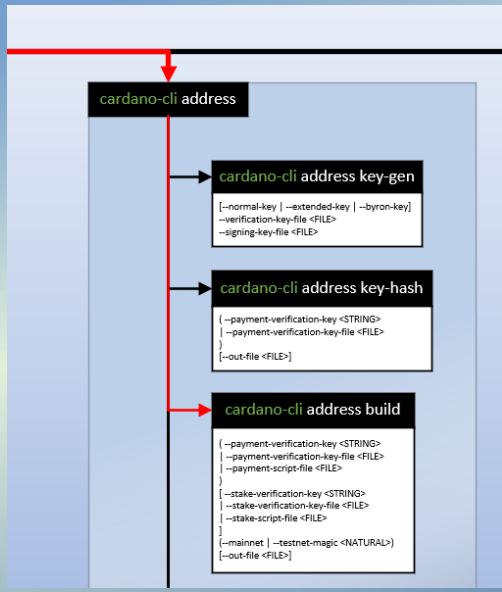 cardano-cli address
cardano-cli address key-gen
[--normal-key | --extended-key | --byron-key]
--verification-key-file <FILE>
--signing-key-file <FILE>
cardano-cli address key-hash
( --payment-verification-key <STRING>
| --payment-verification-key-file <FILE>
)
[--out-file <FILE>]
cardano-cli address build
( --payment-verification-key <STRING>
| --payment-verification-key-file <FILE>
| --payment-script-file <FILE>
)
[ --stake-verification-key <STRING>
| --stake-verification-key-file <FILE>
| --stake-script-file <FILE>
]
(--mainnet | --testnet-magic <NATURAL>)
[--out-file <FILE>]